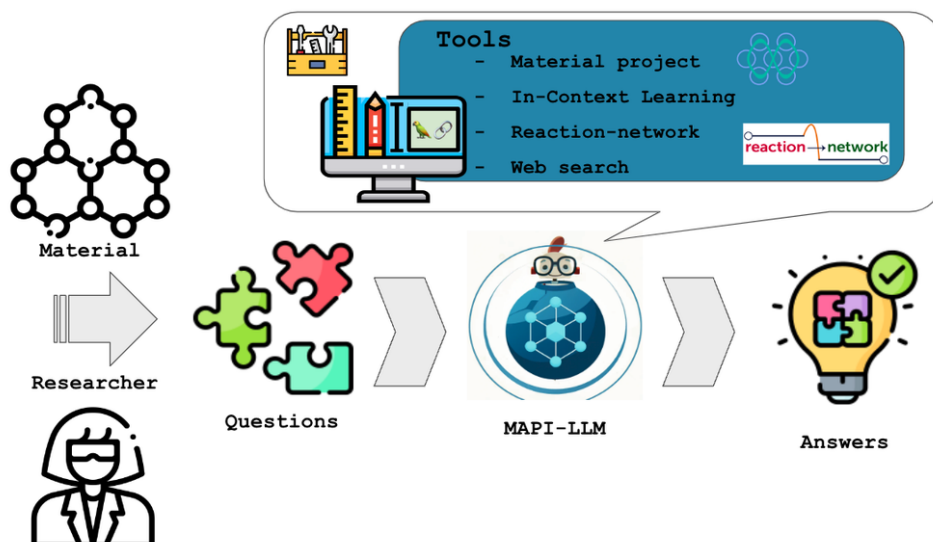 Tools
- Material project
- In-Context Learning
- Reaction-network
- Web search
reaction→network
Material
Researcher
Questions
MAPI-LLM
Answers